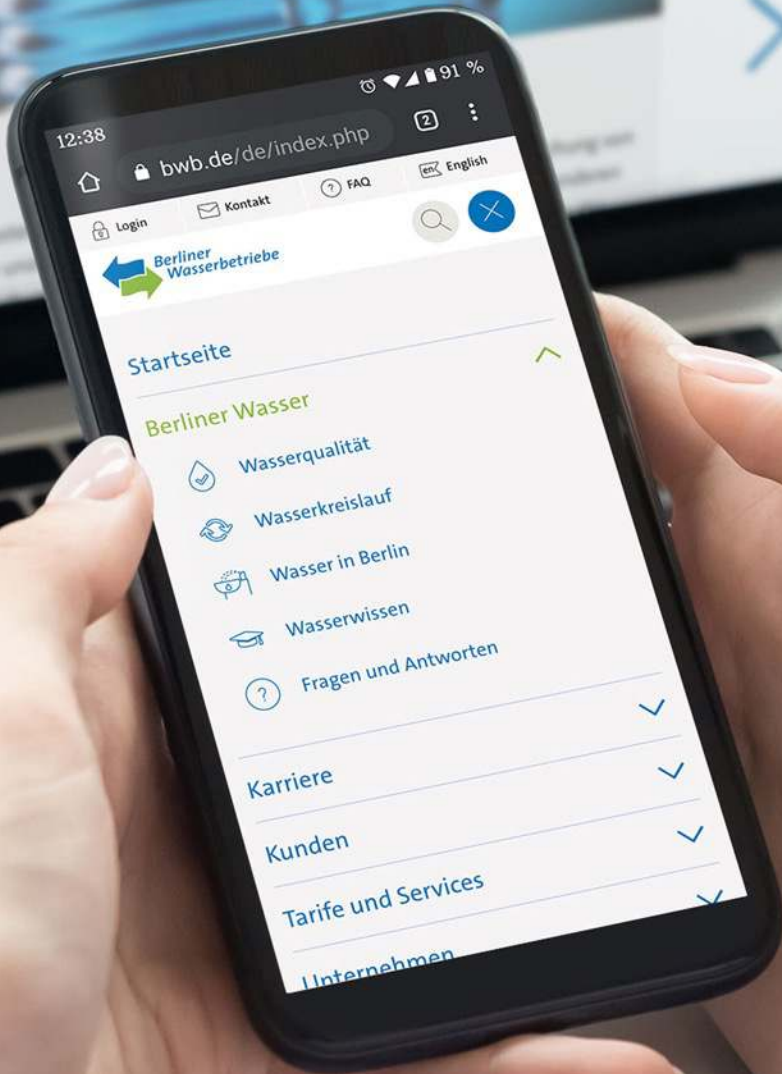 12:38
91 %
bwb.de/de/index.php
2
Login
Kontakt
? FAQ
en English
Berliner
Wasserbetriebe
Startseite
Berliner Wasser
Wasserqualität
Wasserkreislauf
Wasser in Berlin
Wasserwissen
? Fragen und Antworten
Karriere
Kunden
Tarife und Services
Unternehmen